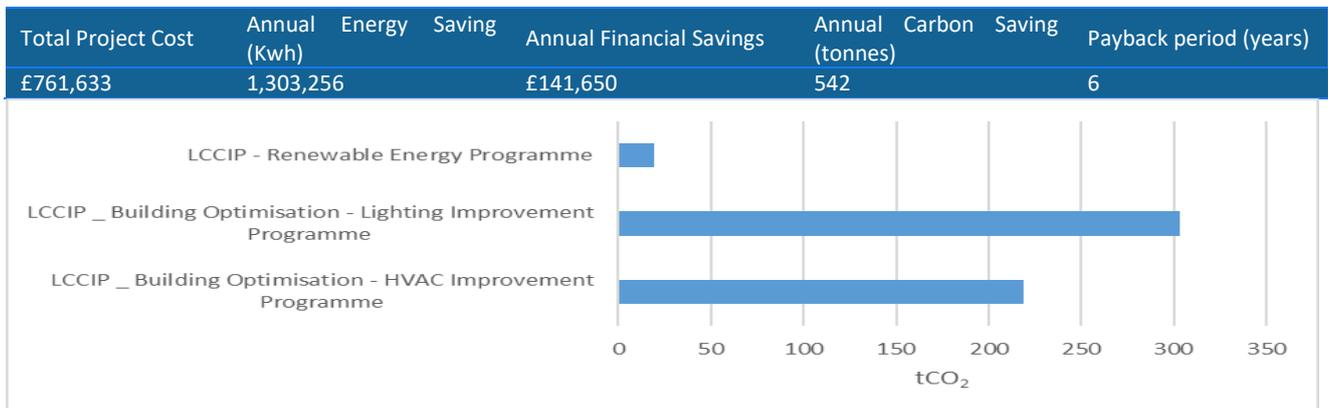 Total Project Cost
Annual Energy Saving
(Kwh)
Annual Financial Savings
Annual Carbon Saving
(tonnes)
Payback period (years)
£761,633 1,303,256 £141,650 542 6
LCCIP - Renewable Energy Programme
LCCIP _ Building Optimisation - Lighting Improvement
Programme
LCCIP _ Building Optimisation - HVAC Improvement
Programme
0 50 100 150 200 250 300 350
tCO₂